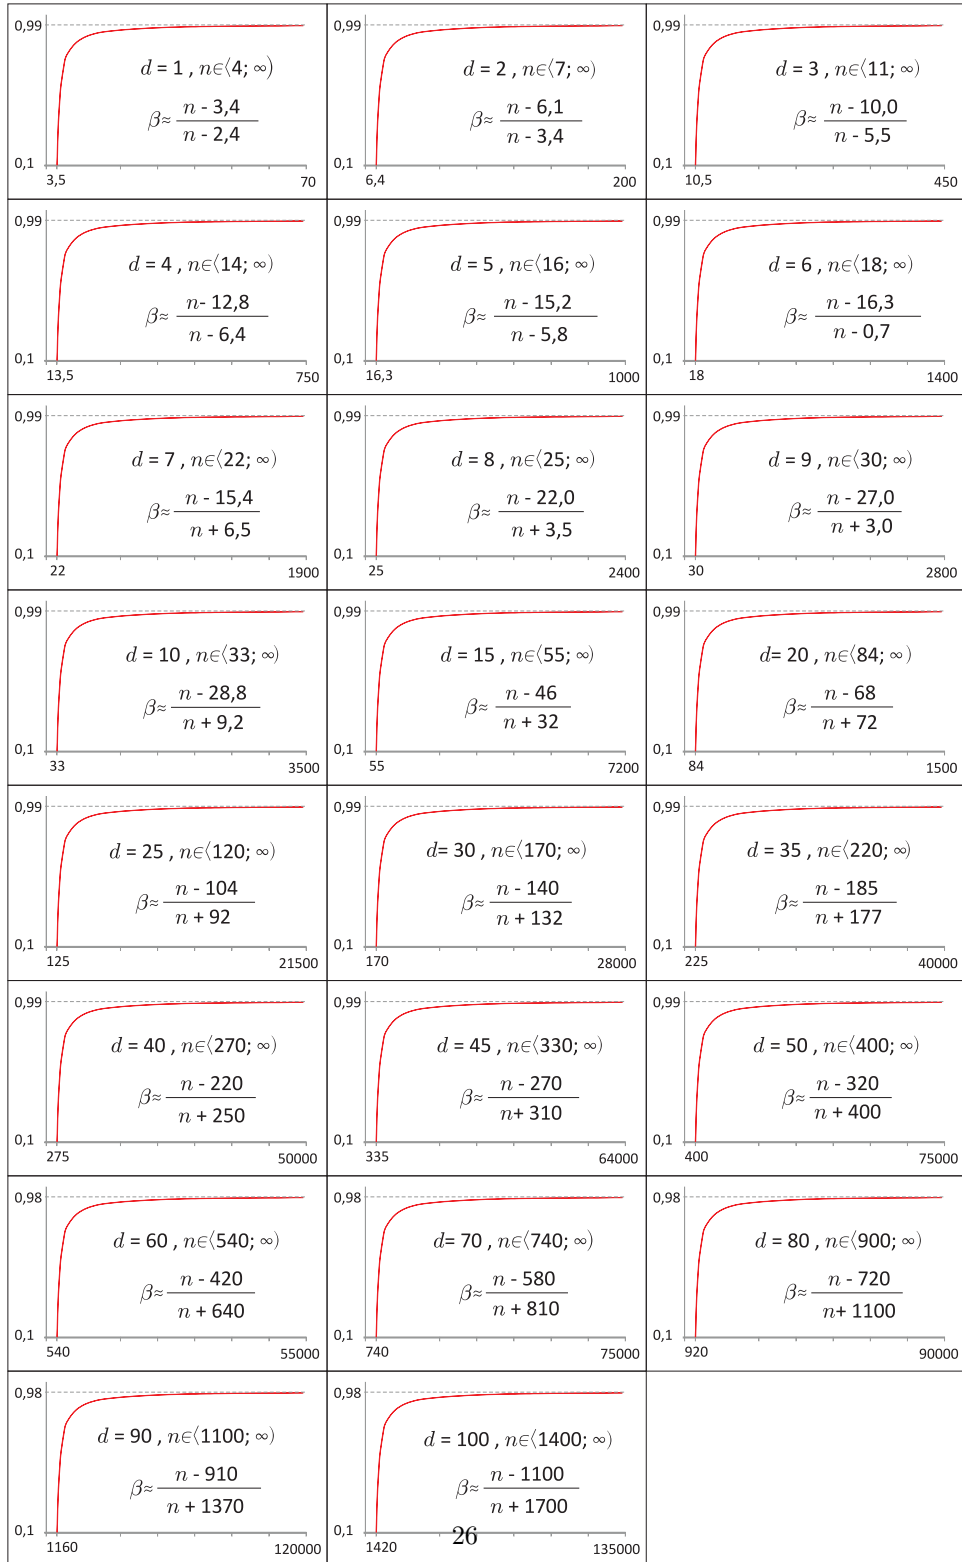 0,99
d = 1 , n∈⟨4; ∞)
β≈ n - 3,4
n - 2,4
0,1
3,5 70
0,99
d = 2 , n∈⟨7; ∞)
β≈ n - 6,1
n - 3,4
0,1
6,4 200
0,99
d = 3 , n∈⟨11; ∞)
β≈ n - 10,0
n - 5,5
0,1
10,5 450
0,99
d = 4 , n∈⟨14; ∞)
β≈ n- 12,8
n - 6,4
0,1
13,5 750
0,99
d = 5 , n∈⟨16; ∞)
β≈ n - 15,2
n - 5,8
0,1
16,3 1000
0,99
d = 6 , n∈⟨18; ∞)
β≈ n - 16,3
n - 0,7
0,1
18 1400
0,99
d = 7 , n∈⟨22; ∞)
β≈ n - 15,4
n + 6,5
0,1
22 1900
0,99
d = 8 , n∈⟨25; ∞)
β≈ n - 22,0
n + 3,5
0,1
25 2400
0,99
d = 9 , n∈⟨30; ∞)
β≈ n - 27,0
n + 3,0
0,1
30 2800
0,99
d = 10 , n∈⟨33; ∞)
β≈ n - 28,8
n + 9,2
0,1
33 3500
0,99
d = 15 , n∈⟨55; ∞)
β≈ n - 46
n + 32
0,1
55 7200
0,99
d= 20 , n∈⟨84; ∞)
β≈ n - 68
n + 72
0,1
84 1500
0,99
d = 25 , n∈⟨120; ∞)
β≈ n - 104
n + 92
0,1
125 21500
0,99
d= 30 , n∈⟨170; ∞)
β≈ n - 140
n + 132
0,1
170 28000
0,99
d = 35 , n∈⟨220; ∞)
β≈ n - 185
n + 177
0,1
225 40000
0,99
d = 40 , n∈⟨270; ∞)
β≈ n - 220
n + 250
0,1
275 50000
0,99
d = 45 , n∈⟨330; ∞)
β≈ n - 270
n+ 310
0,1
335 64000
0,99
d = 50 , n∈⟨400; ∞)
β≈ n - 320
n + 400
0,1
400 75000
0,98
d = 60 , n∈⟨540; ∞)
β≈ n - 420
n + 640
0,1
540 55000
0,98
d= 70 , n∈⟨740; ∞)
β≈ n - 580
n + 810
0,1
740 75000
0,98
d = 80 , n∈⟨900; ∞)
β≈ n - 720
n+ 1100
0,1
920 90000
0,98
d = 90 , n∈⟨1100; ∞)
β≈ n - 910
n + 1370
0,1
1160 120000
0,98
d = 100 , n∈⟨1400; ∞)
β≈ n - 1100
n + 1700
0,1
1420 135000
26